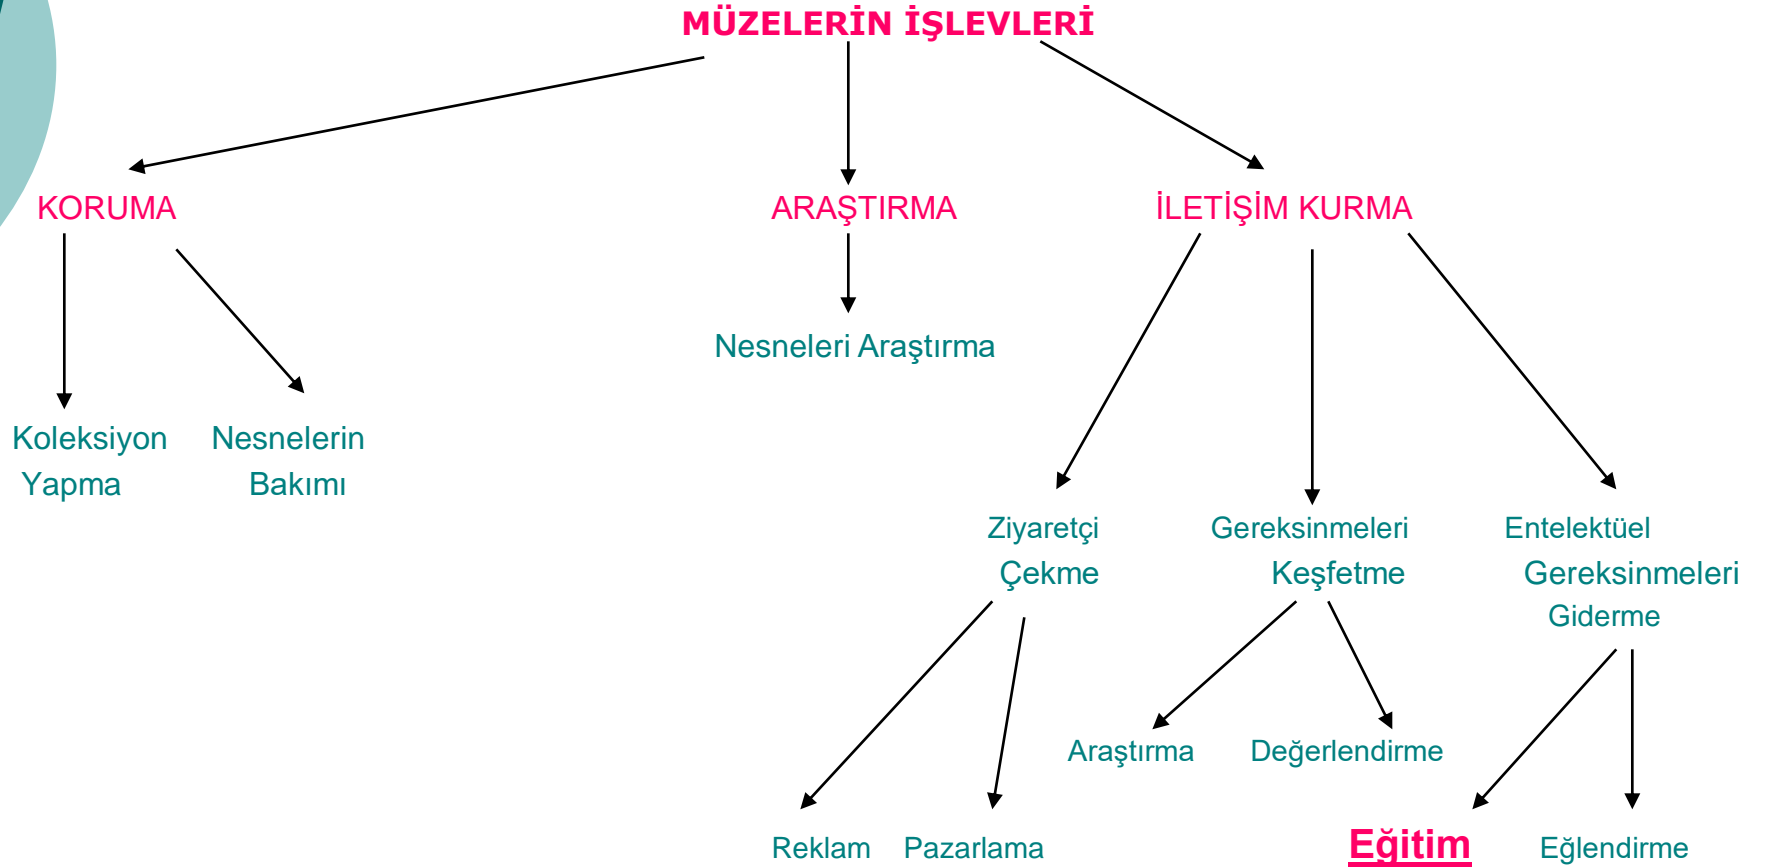 MÜZELERİN İŞLEVLERİ
KORUMA
ARAŞTIRMA
İLETİŞİM KURMA
Nesneleri Araştırma
Koleksiyon
Yapma
Nesnelerin
Bakımı
Ziyaretçi
Çekme
Gereksinmeleri
Keşfetme
Entelektüel
Gereksinmeleri
Giderme
Araştırma
Değerlendirme
Reklam
Pazarlama
Eğitim
Eğlendirme